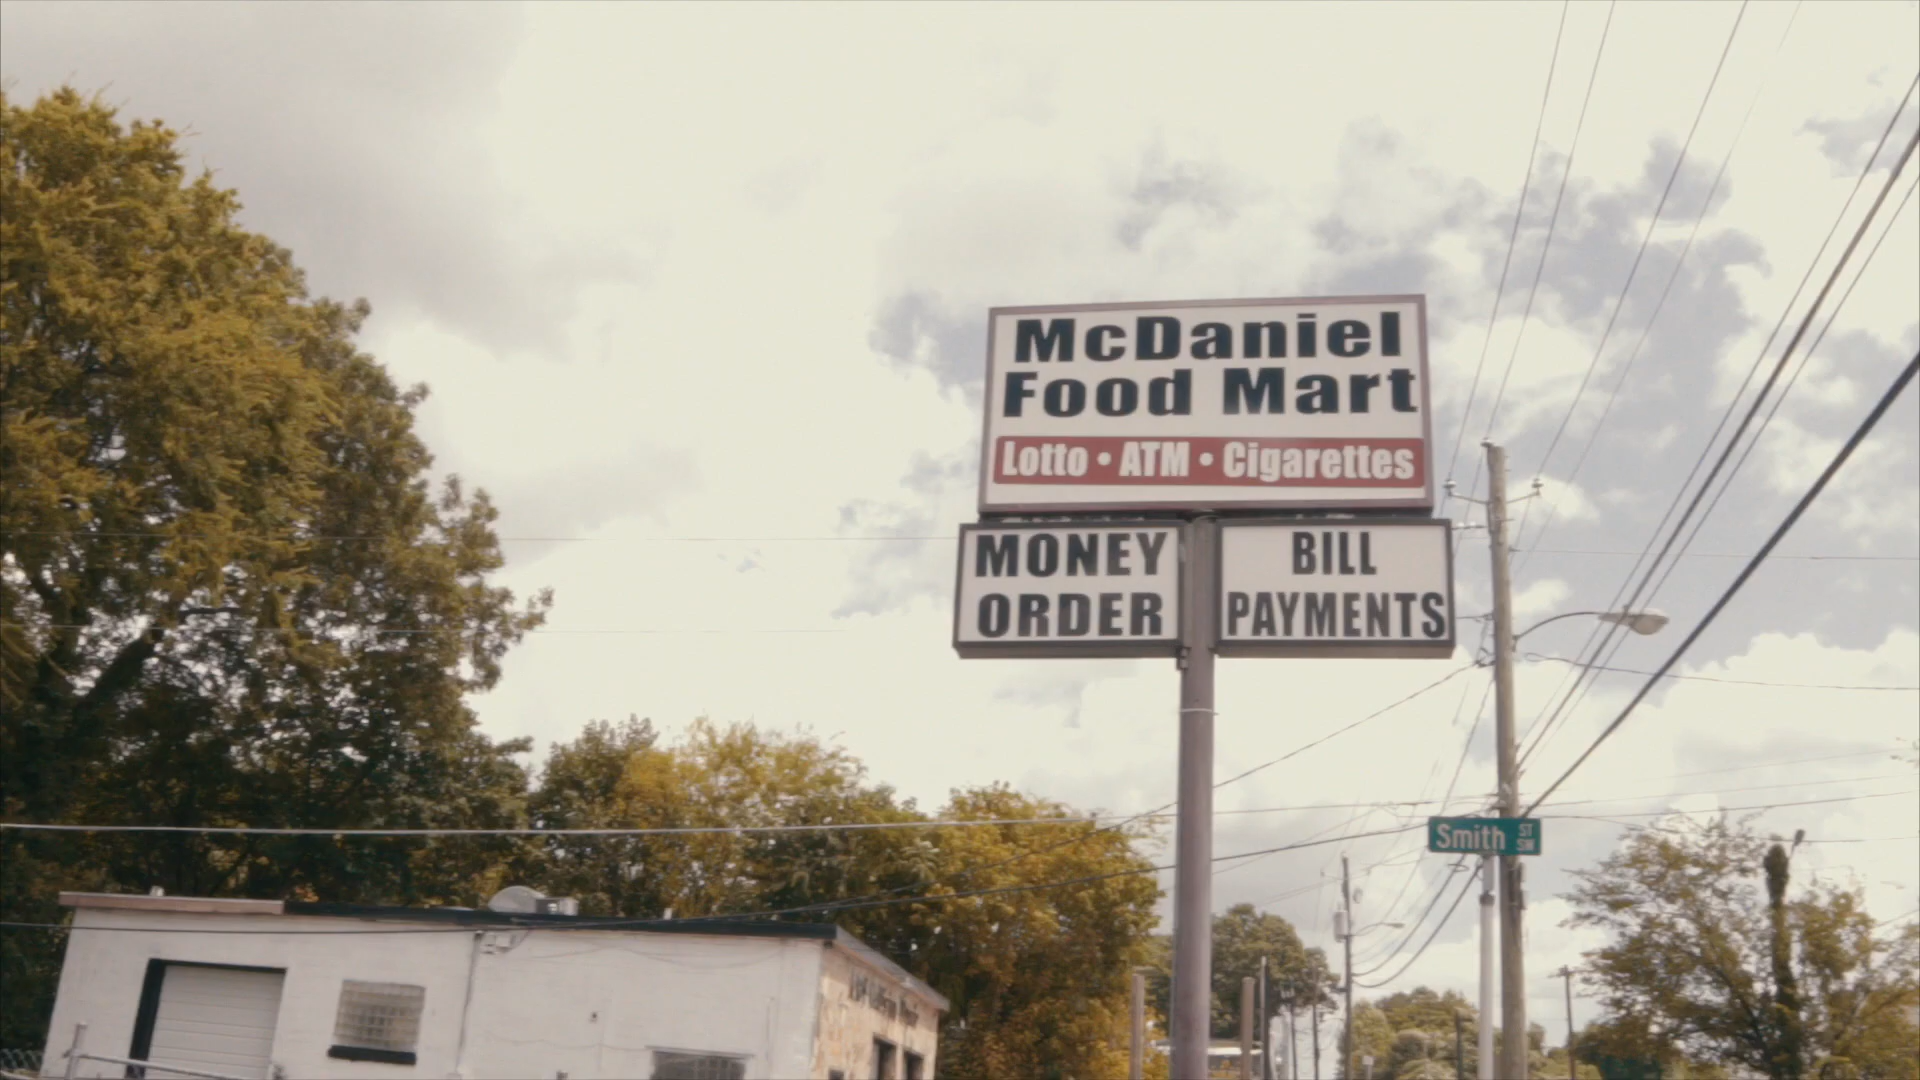 McDaniel
Food Mart
Lotto • ATM • Cigarettes
MONEY
ORDER
BILL
PAYMENTS
Smith ST SW